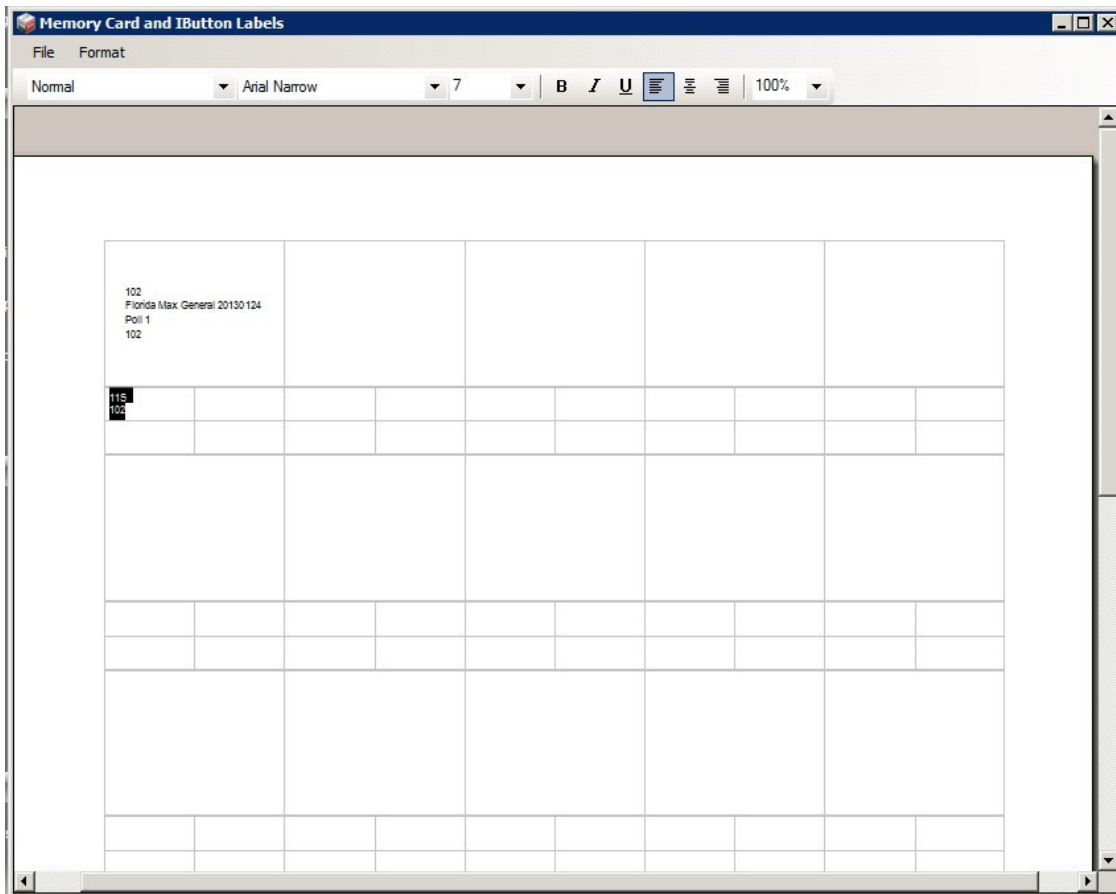 Memory Card and IButton Labels
File Format
Normal Arial Narrow 7 B I U 100%
102
Florida Max General 20130124
Poll 1
102
115
102